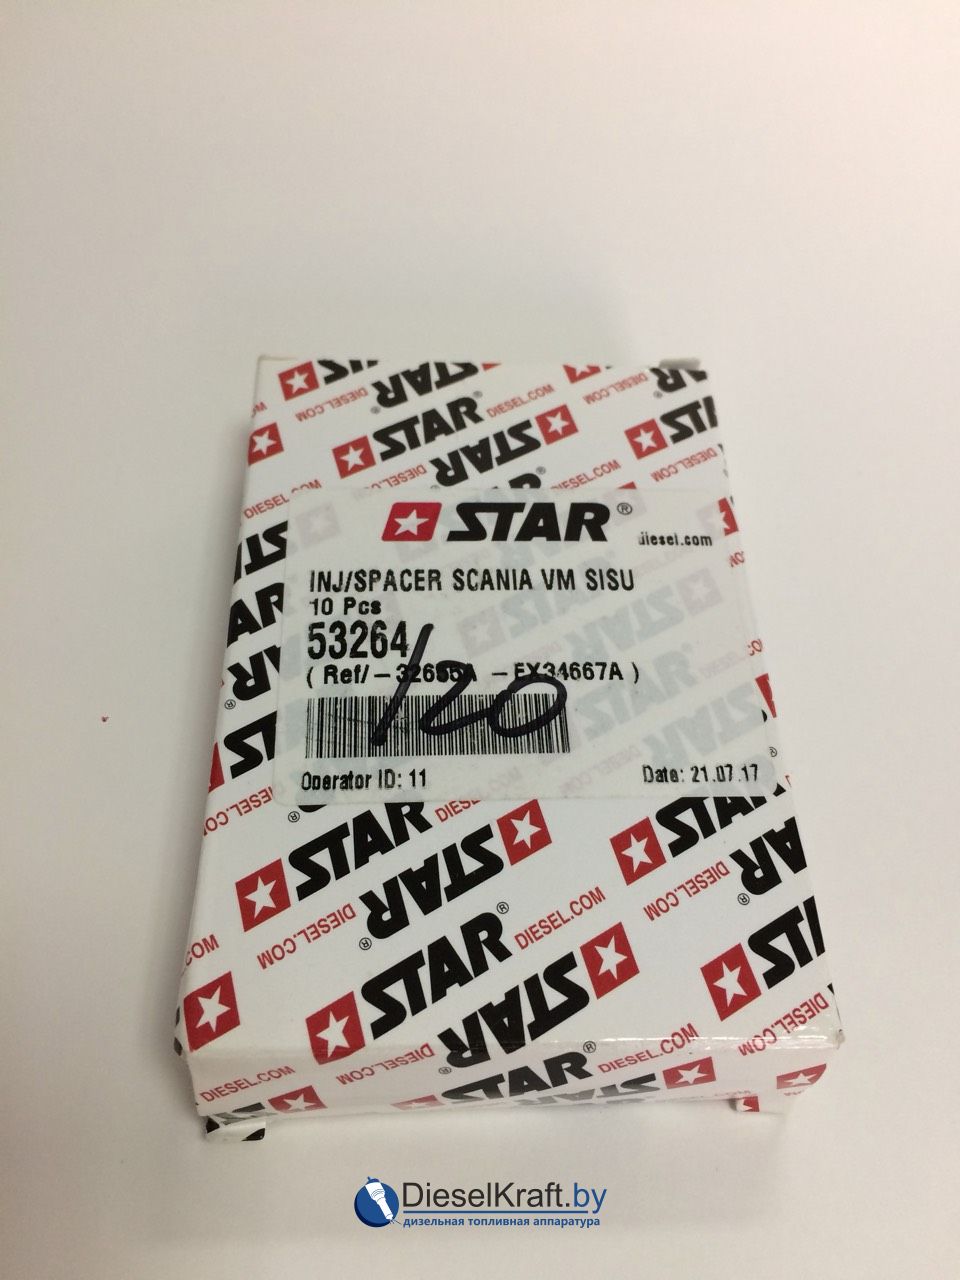 STAR®
diesel.com
INJ/SPACER SCANIA VM SISU
10 Pcs
53264
/120
( Ref/ - - EX34667A )
Operator ID: 11
Date: 21.07.17
STAR®
DIESEL.COM
DieselKraft.by
дизельная топливная аппаратура